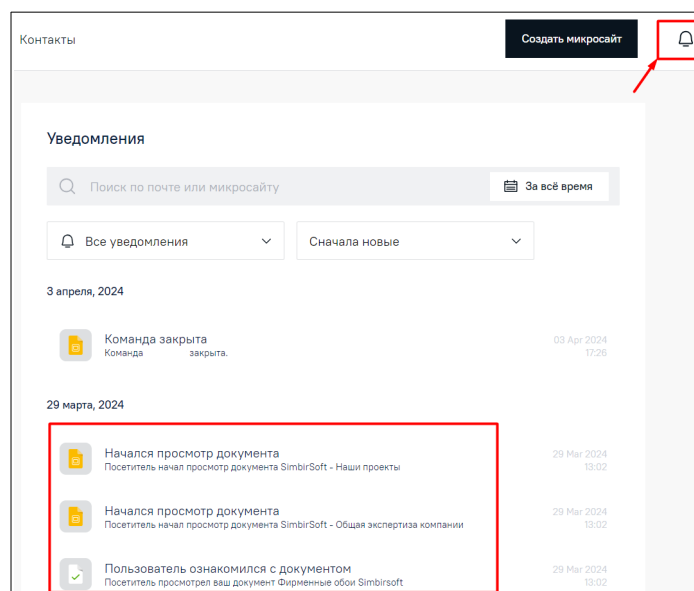 Контакты
Создать микросайт
Уведомления
Поиск по почте или микросайту
За всё время
Все уведомления
Сначала новые
3 апреля, 2024
Команда закрыта
03 Apr 2024
Команда закрыта.
17:26
29 марта, 2024
Начался просмотр документа
29 Mar 2024
Посетитель начал просмотр документа SimbirSoft - Наши проекты
13:02
Начался просмотр документа
29 Mar 2024
Посетитель начал просмотр документа SimbirSoft - Общая экспертиза компании
13:02
Пользователь ознакомился с документом
29 Mar 2024
Посетитель просмотрел ваш документ Фирменные обои Simbirsoft
13:02